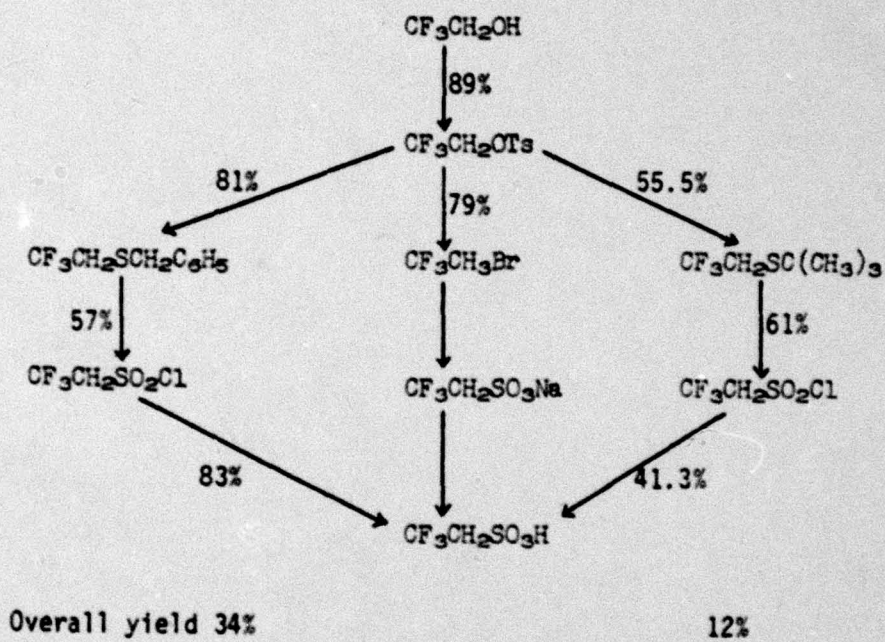 CF₃CH₂OH
89%
CF₃CH₂OTs
81%
79%
55.5%
CF₃CH₂SCH₂C₆H₅
CF₃CH₃Br
CF₃CH₂SC(CH₃)₃
57%
61%
CF₃CH₂SO₂Cl
CF₃CH₂SO₃Na
CF₃CH₂SO₂Cl
83%
41.3%
CF₃CH₂SO₃H
Overall yield 34%
12%